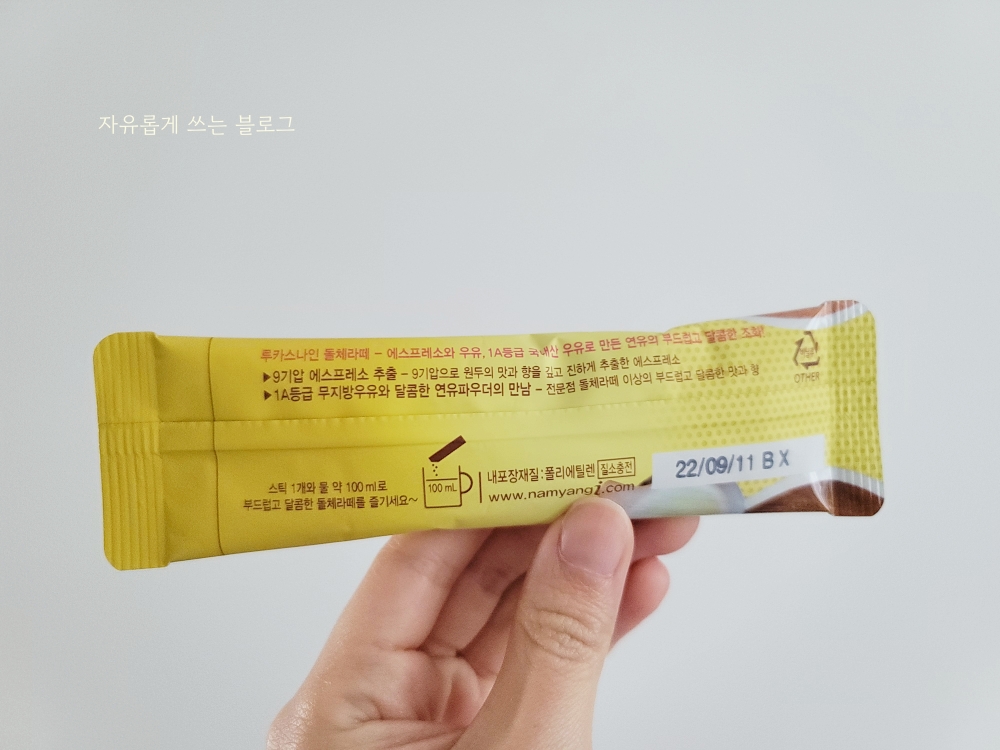 자유롭게 쓰는 블로그
루카스나인 돌체라떼 - 에스프레소와 우유, 1A등급 국내산 우유로 만든 연유의 부드럽고 달콤한 조화!
▶9기압 에스프레소 추출 - 9기압으로 원두의 맛과 향을 깊고 진하게 추출한 에스프레소
▶1A등급 무지방우유와 달콤한 연유파우더의 만남 - 전문점 돌체라떼 이상의 부드럽고 달콤한 맛과 향
OTHER
스틱 1개와 물 약 100 ml로
부드럽고 달콤한 돌체라떼를 즐기세요~
100 mL
내포장재질:폴리에틸렌 질소충전
www.namyangi.com
22/09/11 B X